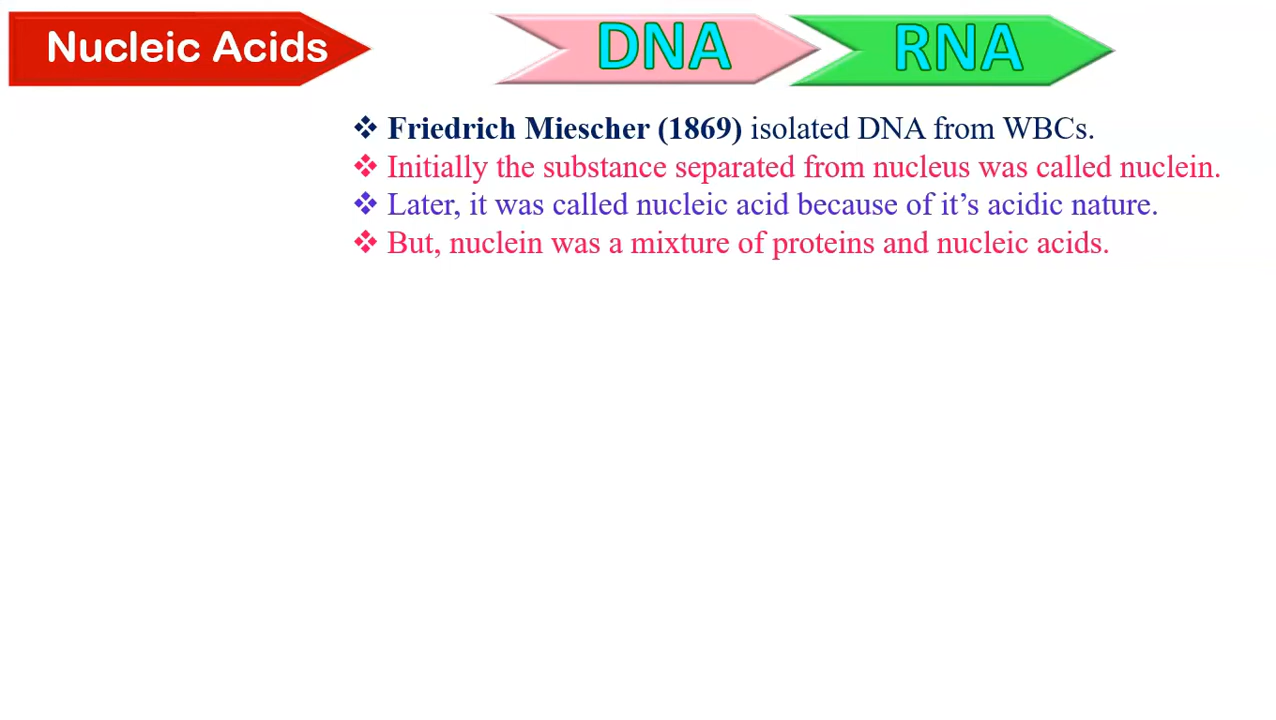 Nucleic Acids
DNA
RNA
❖ Friedrich Miescher (1869) isolated DNA from WBCs.
❖ Initially the substance separated from nucleus was called nuclein.
❖ Later, it was called nucleic acid because of it’s acidic nature.
❖ But, nuclein was a mixture of proteins and nucleic acids.